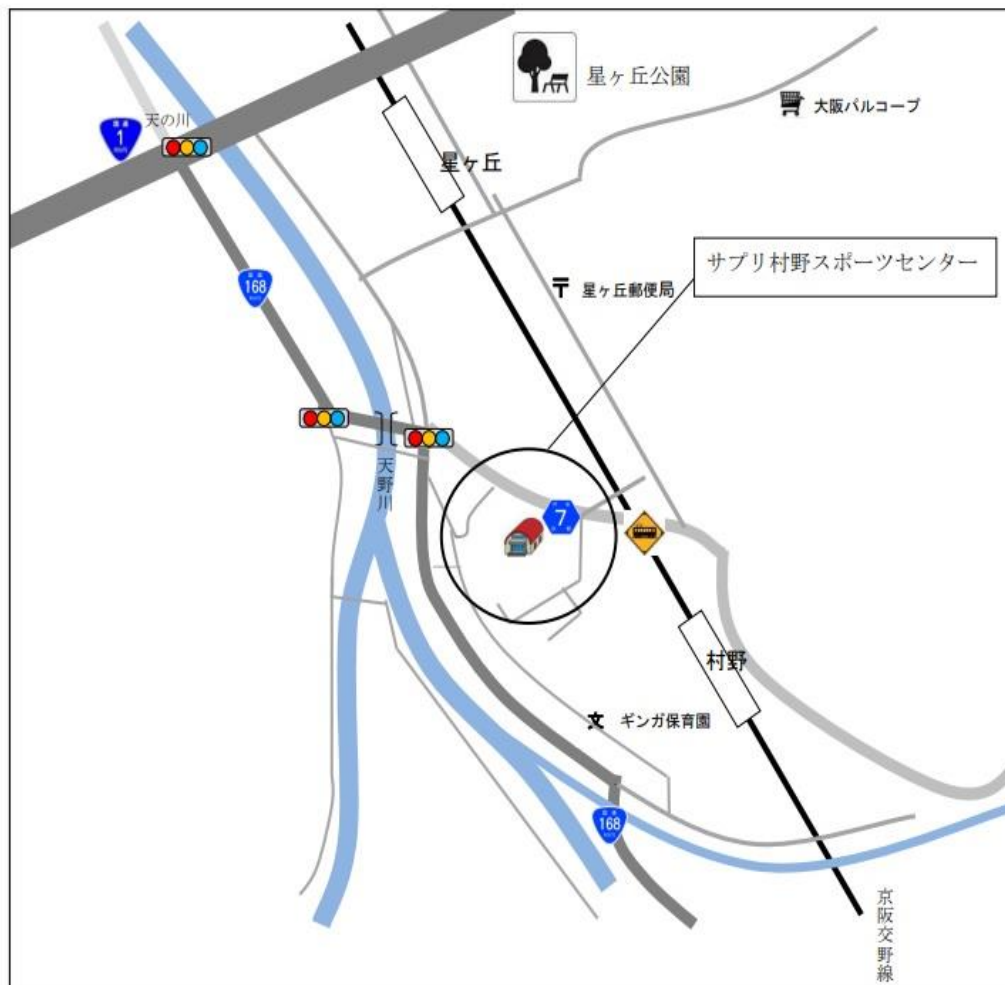 星ヶ丘公園
大阪パルコープ
天の川
1
星ヶ丘
サプリ村野スポーツセンター
168
星ヶ丘郵便局
天野川
7
村野
文 ギンガ保育園
168
京阪交野線